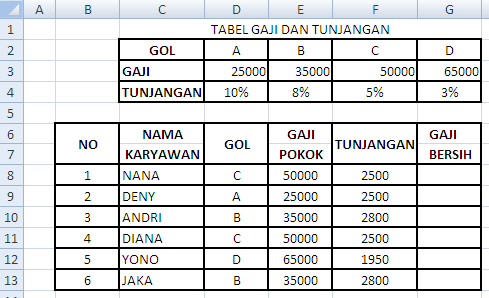 A B C D E F G
1 TABEL GAJI DAN TUNJANGAN
2 GOL A B C D
3 GAJI 25000 35000 50000 65000
4 TUNJANGAN 10% 8% 5% 3%
5
6 NO NAMA GOL GAJI TUNJANGAN GAJI
7 KARYAWAN POKOK BERSIH
8 1 NANA C 50000 2500
9 2 DENY A 25000 2500
10 3 ANDRI B 35000 2800
11 4 DIANA C 50000 2500
12 5 YONO D 65000 1950
13 6 JAKA B 35000 2800